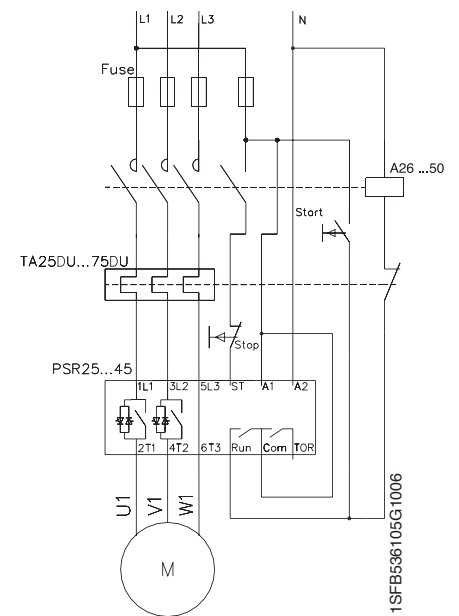 L1 L2 L3 N
Fuse
A26 ...50
Start
TA25DU...75DU
Stop
PSR25...45
1L1 3L2 5L3 ST A1 A2
2T1 4T2 6T3 Run Com TOR
U1 V1 W1
M
1SFB536105G1006